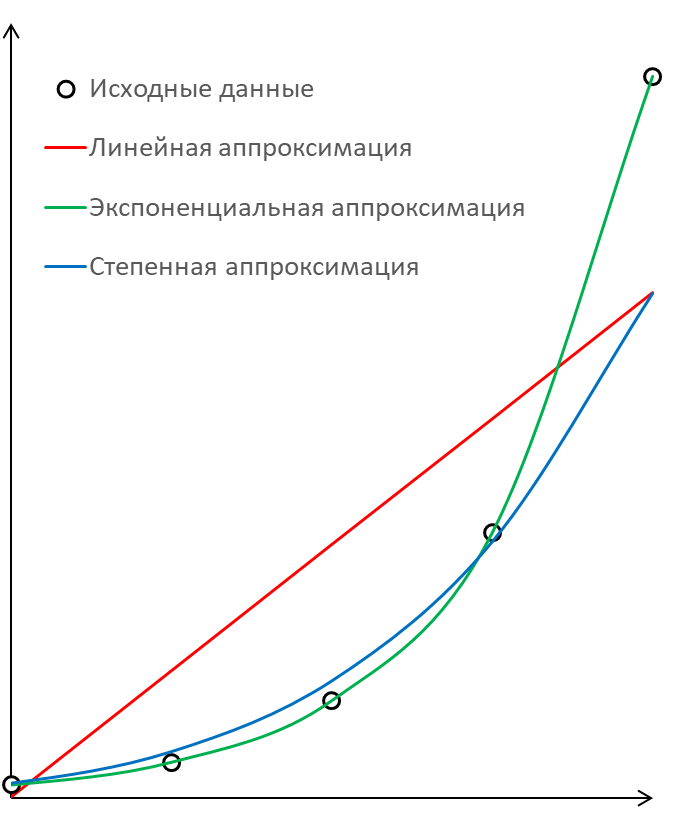 Исходные данные
Линейная аппроксимация
Экспоненциальная аппроксимация
Степенная аппроксимация